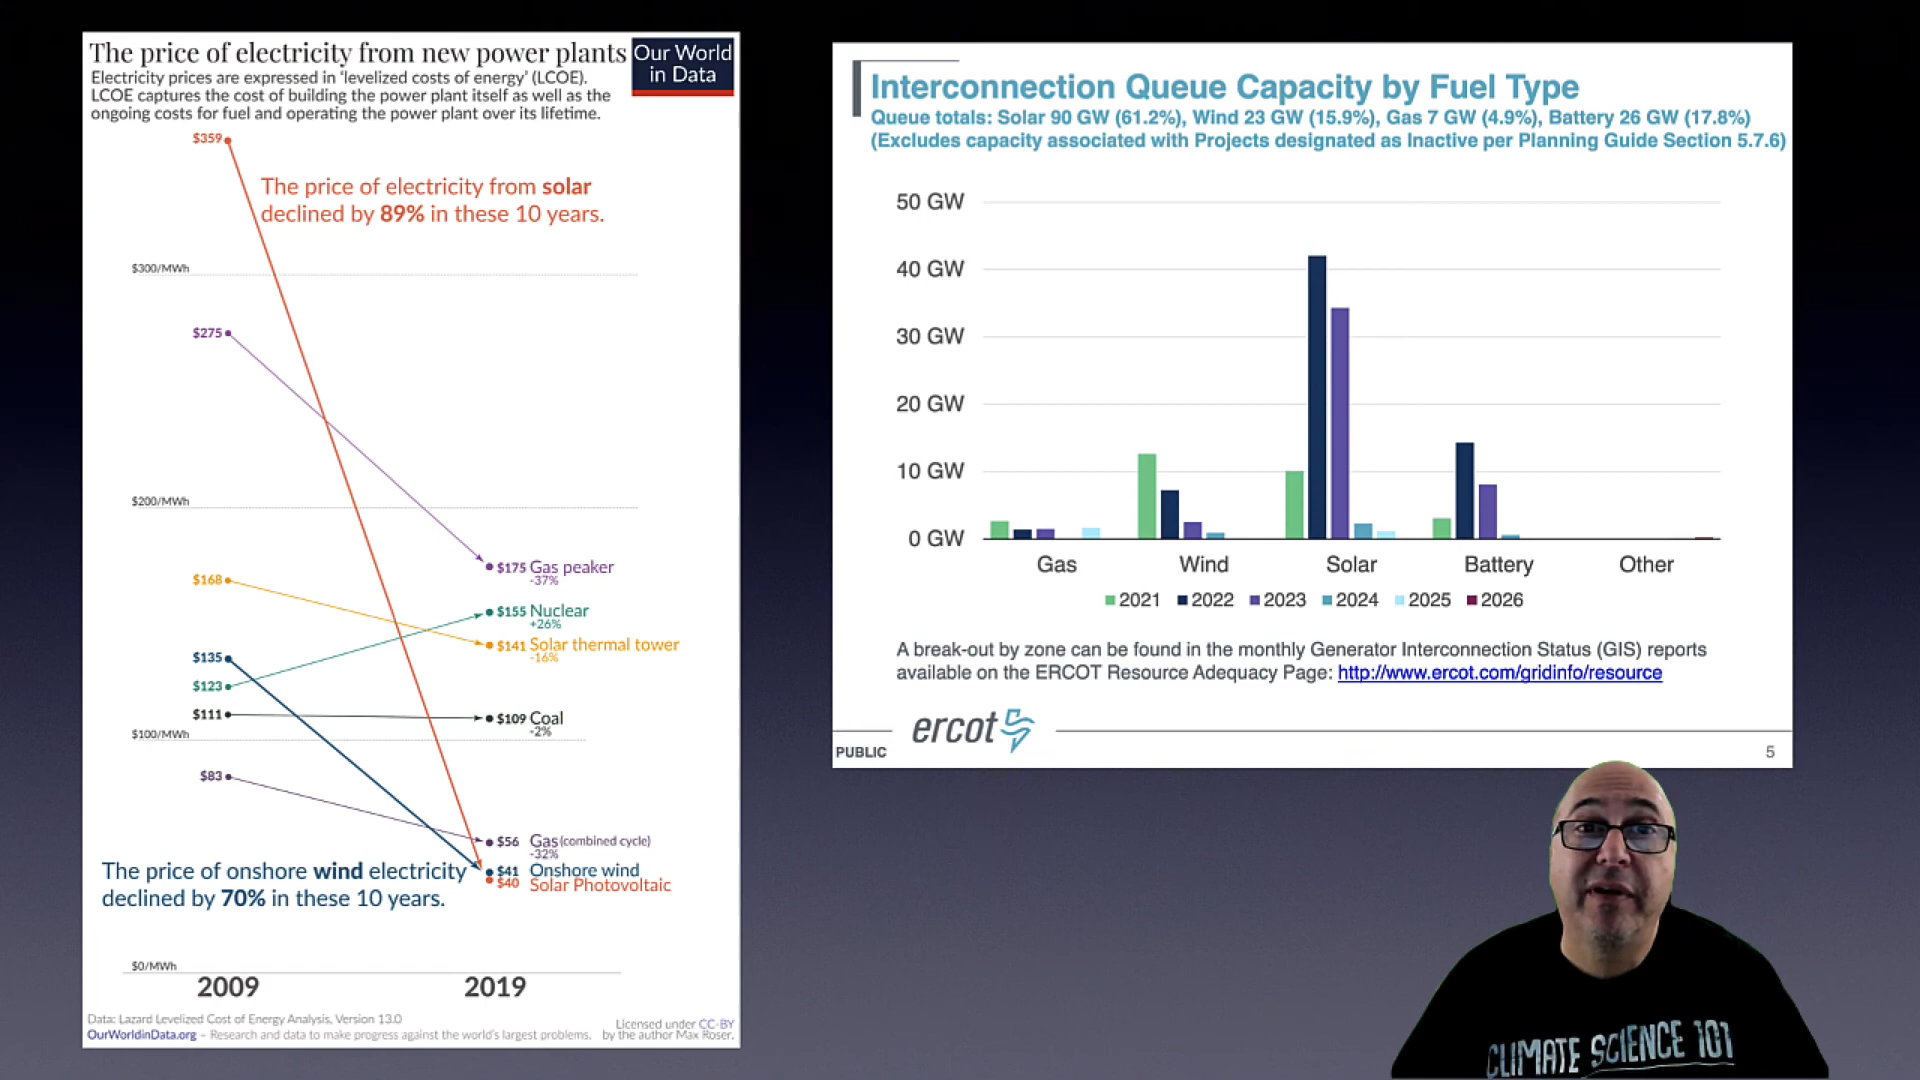 The price of electricity from new power plants
Our World
in Data
Electricity prices are expressed in 'levelized costs of energy' (LCOE).
LCOE captures the cost of building the power plant itself as well as the
ongoing costs for fuel and operating the power plant over its lifetime.
$359
The price of electricity from solar
declined by 89% in these 10 years.
$300/MWh
$275
$200/MWh
$175 Gas peaker
-37%
$168
$155 Nuclear
+26%
$141 Solar thermal tower
-16%
$135
$123
$111
$109 Coal
-2%
$100/MWh
$83
$56 Gas (combined cycle)
-32%
The price of onshore wind electricity
declined by 70% in these 10 years.
$41 Onshore wind
$40 Solar Photovoltaic
$0/MWh
2009 2019
Data: Lazard Levelized Cost of Energy Analysis, Version 13.0
OurWorldinData.org – Research and data to make progress against the world's largest problems.
Licensed under CC-BY
by the author Max Roser.
Interconnection Queue Capacity by Fuel Type
Queue totals: Solar 90 GW (61.2%), Wind 23 GW (15.9%), Gas 7 GW (4.9%), Battery 26 GW (17.8%)
(Excludes capacity associated with Projects designated as Inactive per Planning Guide Section 5.7.6)
50 GW
40 GW
30 GW
20 GW
10 GW
0 GW
Gas Wind Solar Battery Other
2021 2022 2023 2024 2025 2026
A break-out by zone can be found in the monthly Generator Interconnection Status (GIS) reports
available on the ERCOT Resource Adequacy Page: http://www.ercot.com/gridinfo/resource
ercot
PUBLIC
5
CLIMATE SCIENCE 101